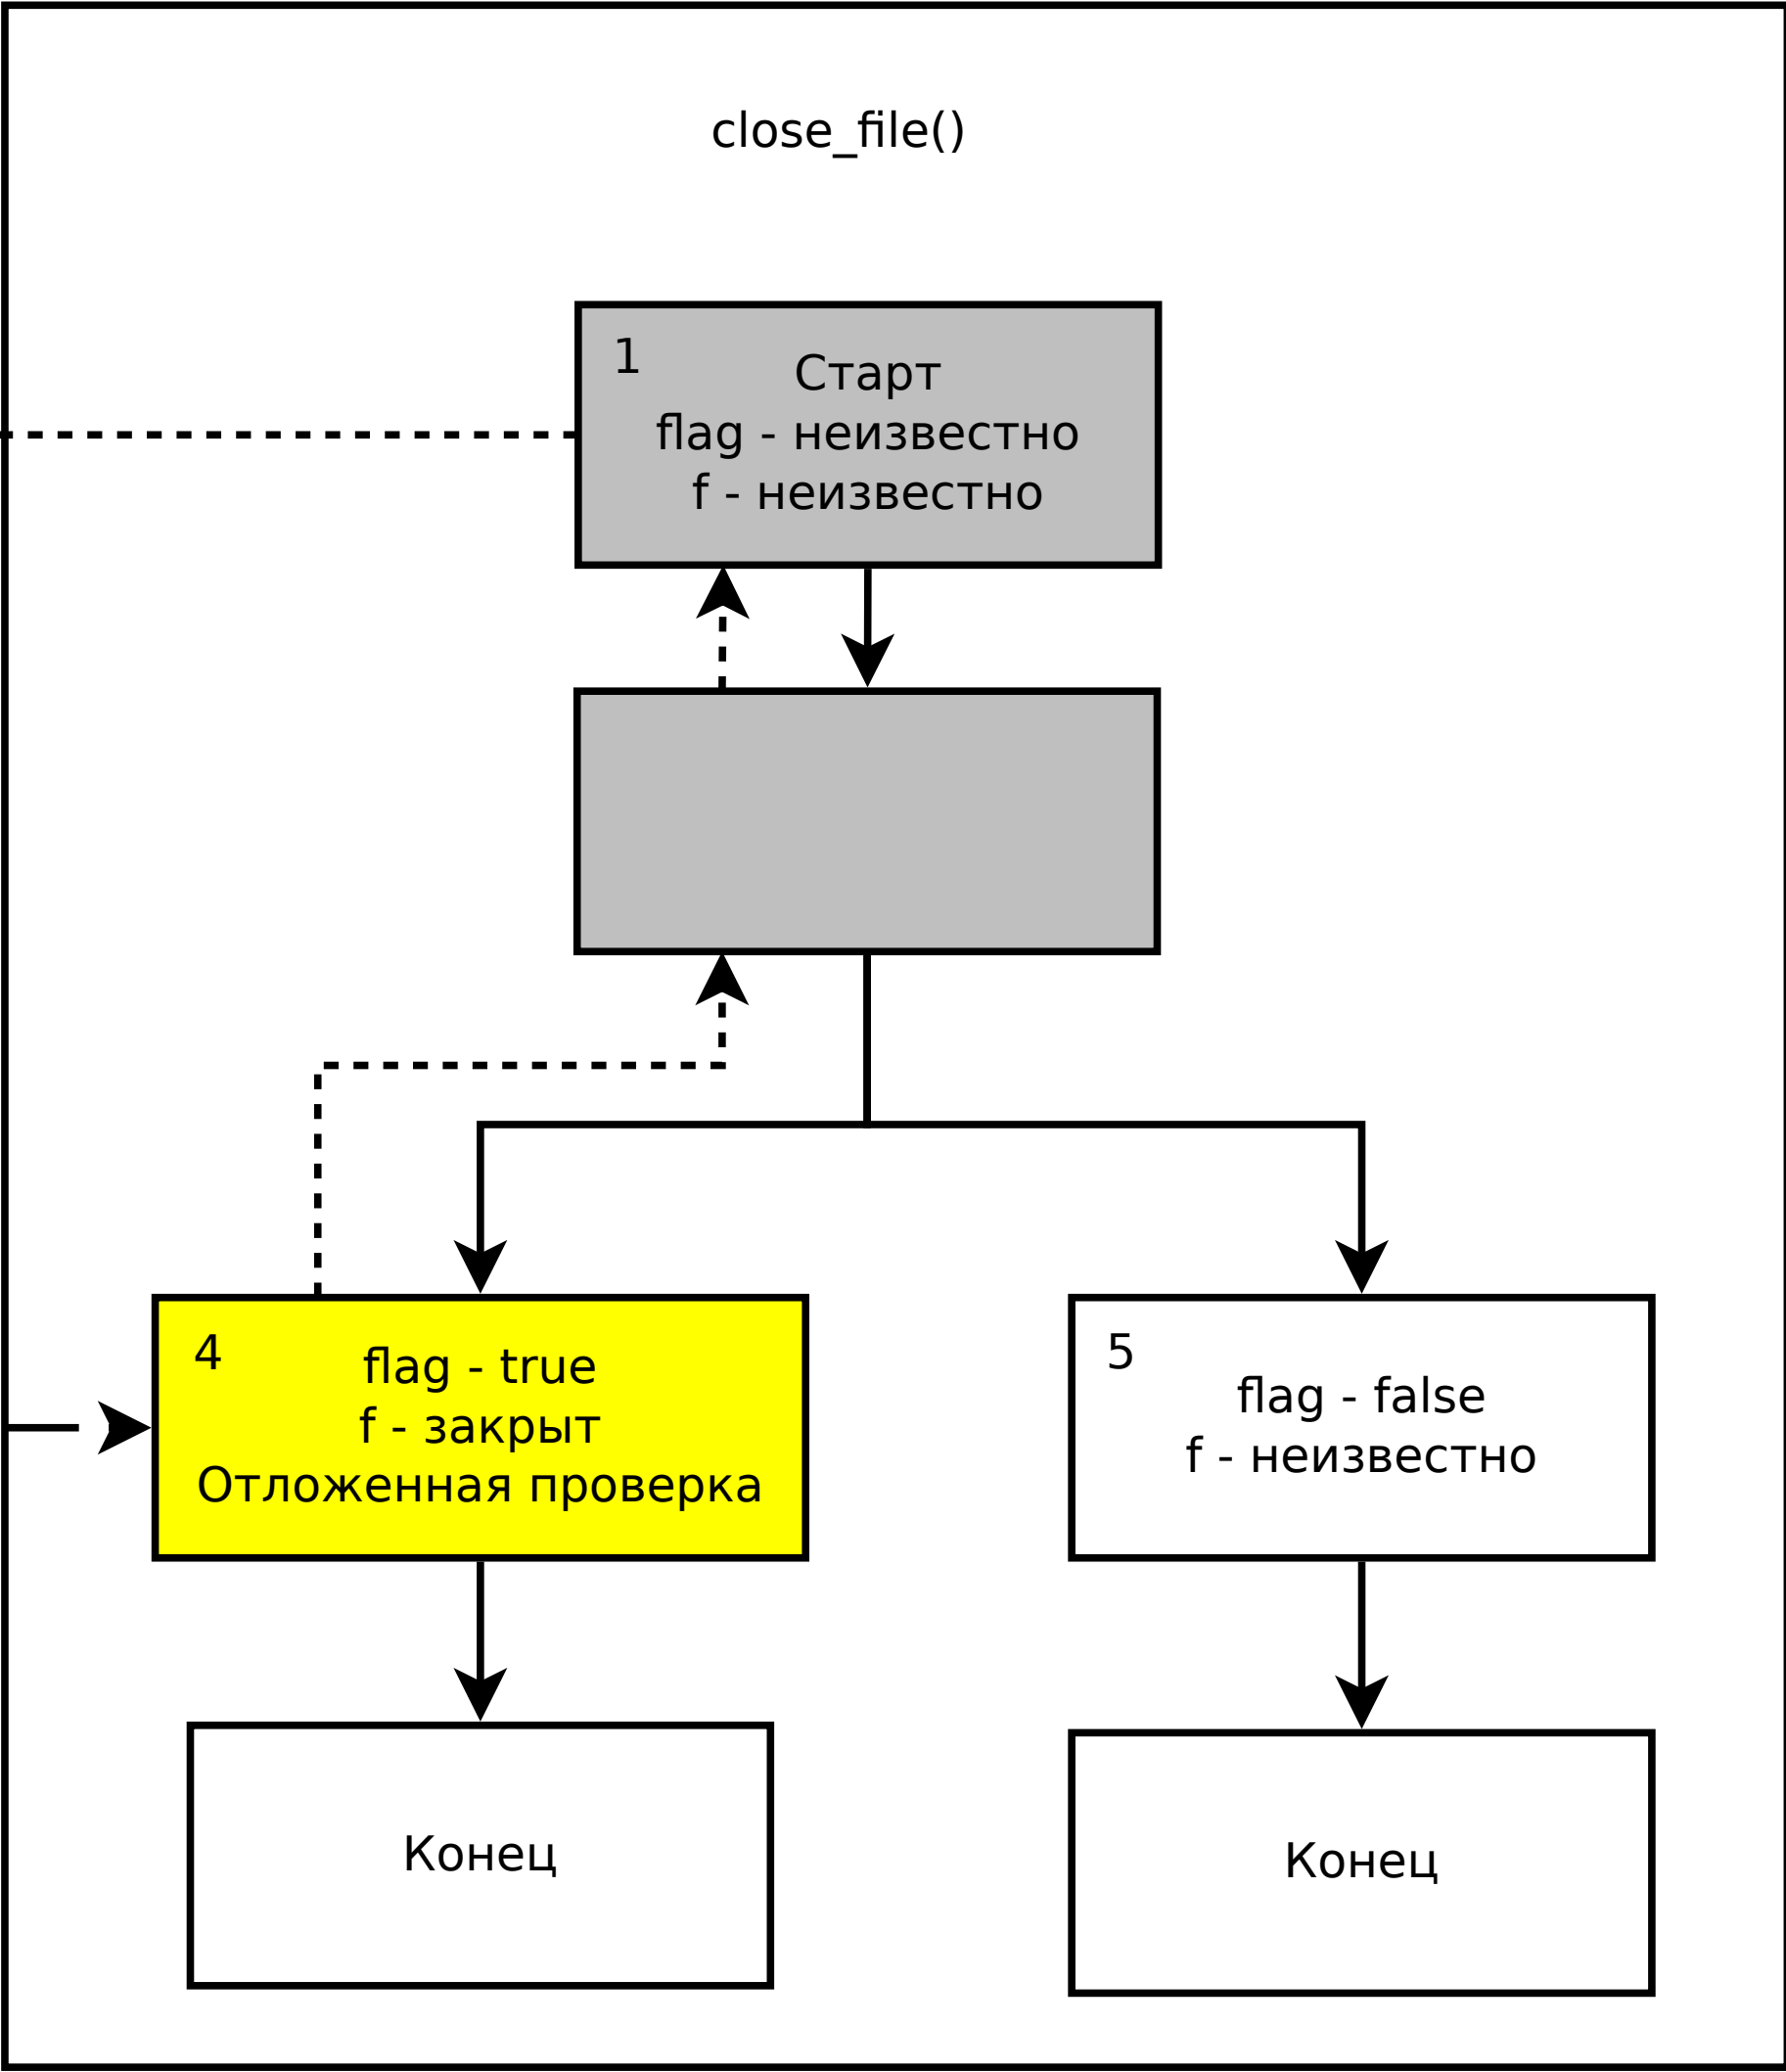 close_file()
1
Старт
flag - неизвестно
f - неизвестно
4
flag - true
f - закрыт
Отложенная проверка
5
flag - false
f - неизвестно
Конец
Конец